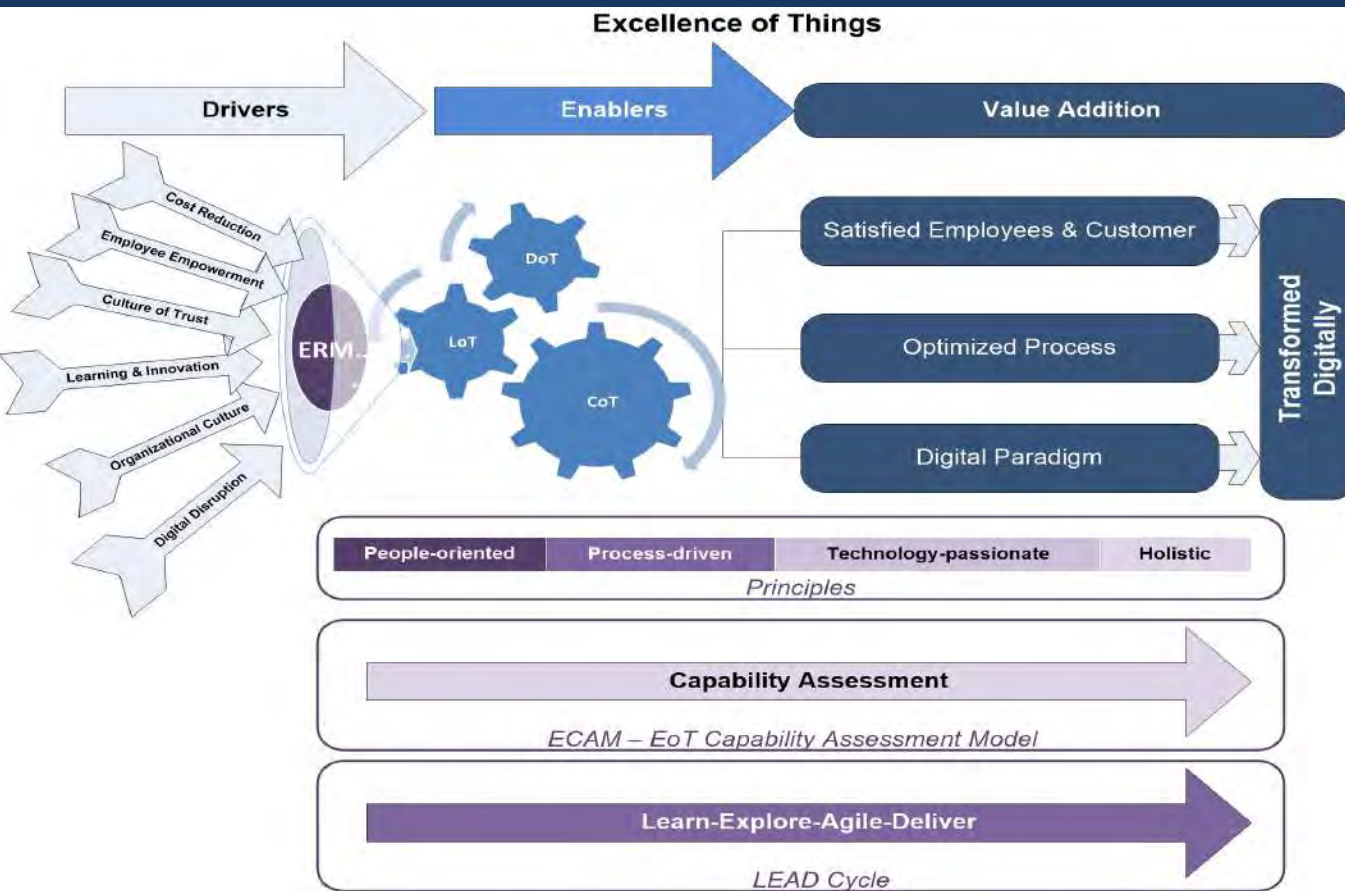 Excellence of Things
Drivers
Enablers
Value Addition
Cost Reduction
Employee Empowerment
Culture of Trust
Learning & Innovation
Organizational Culture
Digital Disruption
ERM...
DoT
LoT
CoT
Satisfied Employees & Customer
Optimized Process
Digital Paradigm
Transformed
Digitally
People-oriented
Process-driven
Technology-passionate
Holistic
Principles
Capability Assessment
ECAM – EoT Capability Assessment Model
Learn-Explore-Agile-Deliver
LEAD Cycle